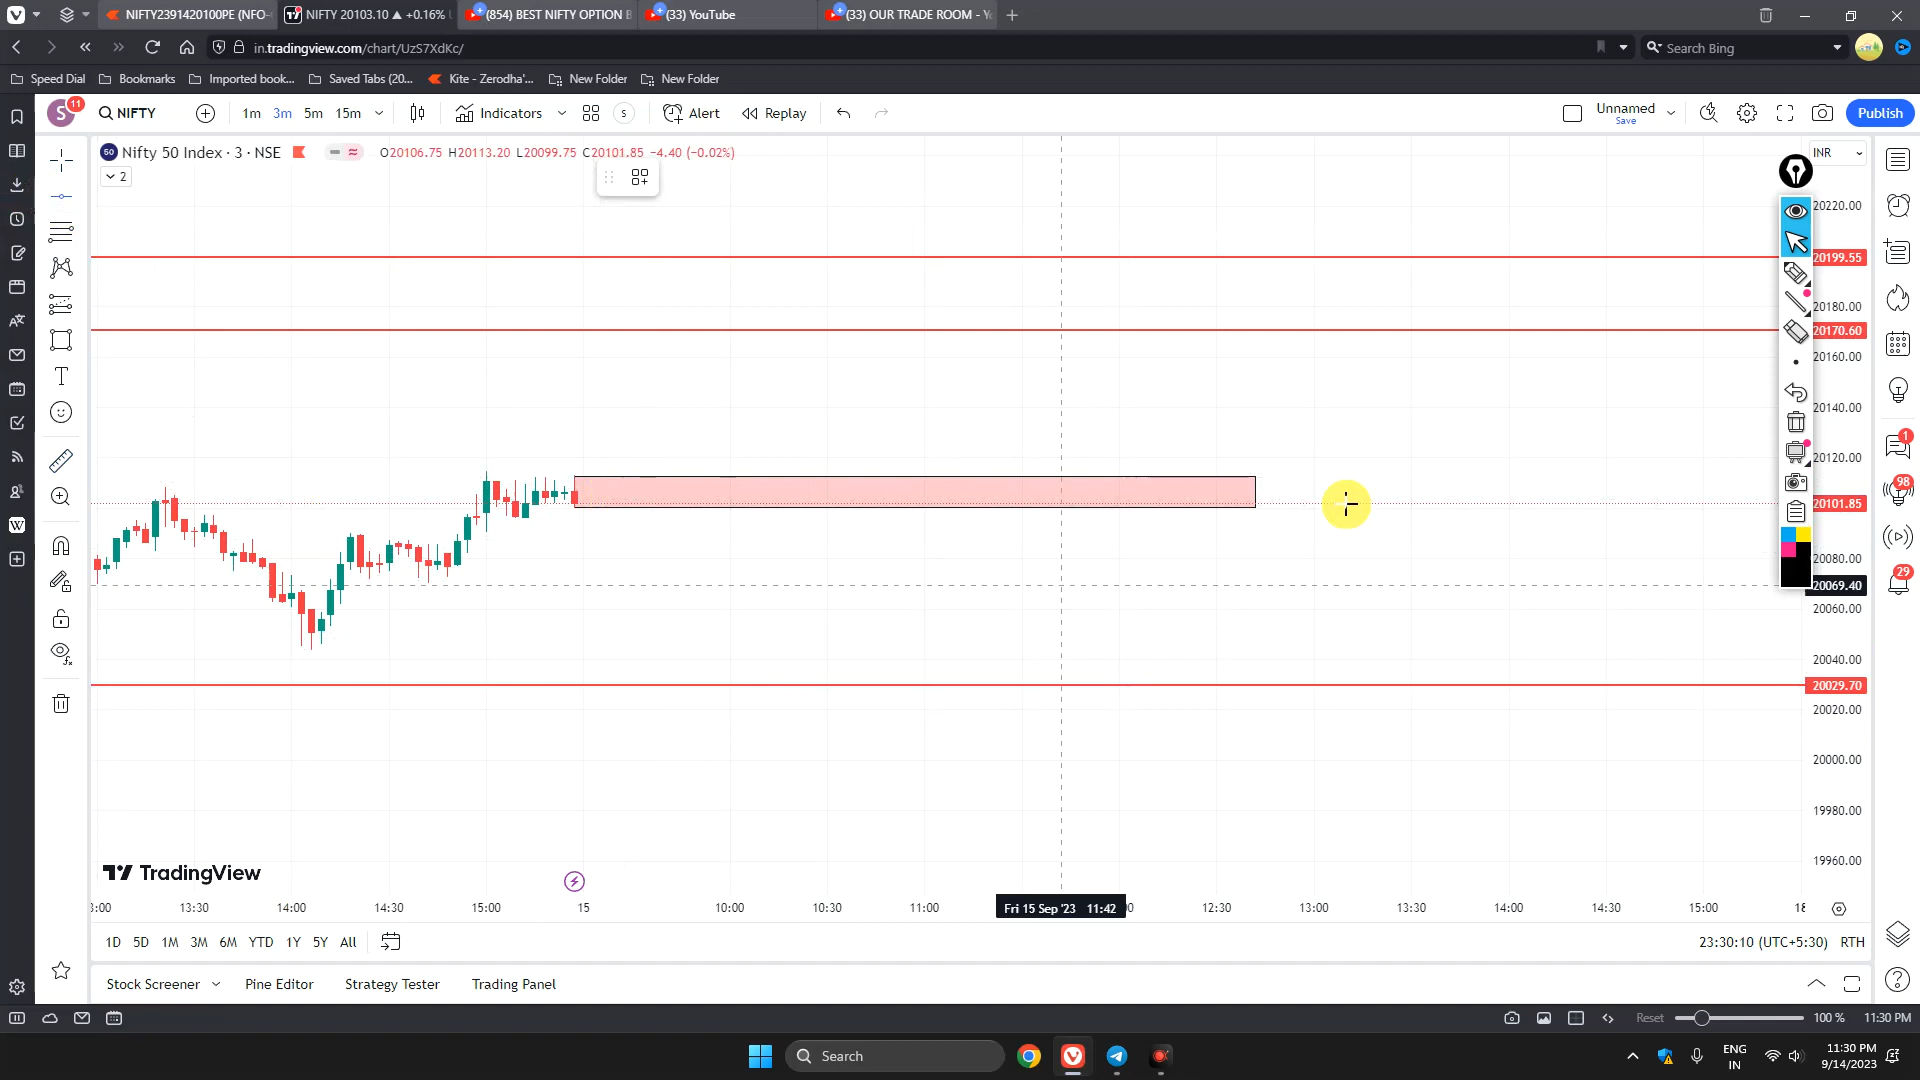 NIFTY2391420100PE (NFO-
NIFTY 20103.10 ▲ +0.16%
(854) BEST NIFTY OPTION B
(33) YouTube
(33) OUR TRADE ROOM - Y
in.tradingview.com/chart/UzS7XdKc/
Search Bing
Speed Dial
Bookmarks
Imported book...
Saved Tabs (20...
Kite - Zerodha'...
New Folder
New Folder
S
11
NIFTY
1m
3m
5m
15m
Indicators
S
Alert
Replay
Unnamed
Save
Publish
50
Nifty 50 Index · 3 · NSE
O20106.75 H20113.20 L20099.75 C20101.85 −4.40 (−0.02%)
INR
2
20220.00
20199.55
20180.00
20170.60
20160.00
20140.00
20120.00
20101.85
20080.00
20069.40
20060.00
20040.00
20029.70
20020.00
20000.00
19980.00
19960.00
1
98
29
W
TradingView
3:00
13:30
14:00
14:30
15:00
15
10:00
10:30
11:00
Fri 15 Sep '23 11:42
12:30
13:00
13:30
14:00
14:30
15:00
1D
5D
1M
3M
6M
YTD
1Y
5Y
All
23:30:10 (UTC+5:30)
RTH
Stock Screener
Pine Editor
Strategy Tester
Trading Panel
Reset
100 %
11:30 PM
Search
ENG
IN
11:30 PM
9/14/2023